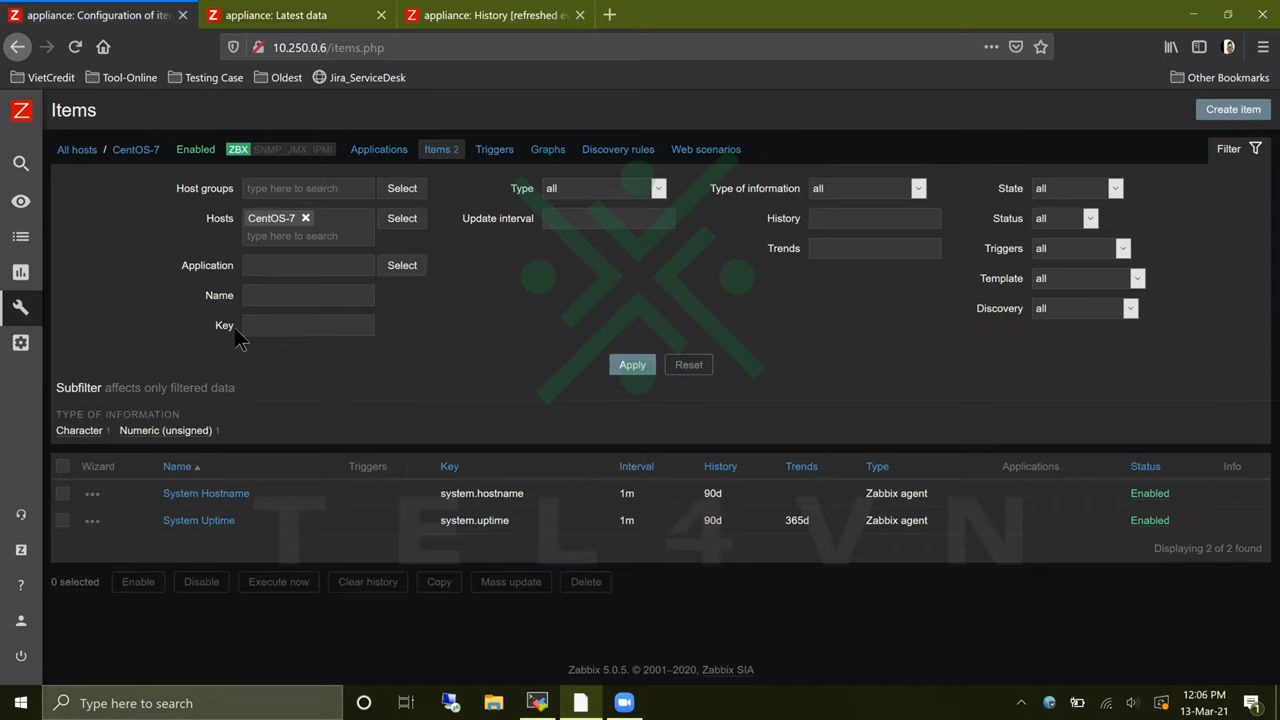 appliance: Configuration of ite
appliance: Latest data
appliance: History [refreshed ev
10.250.0.6/items.php
VietCredit
Tool-Online
Testing Case
Oldest
Jira_ServiceDesk
Other Bookmarks
Z
Items
Create item
All hosts / CentOS-7
Enabled
ZBX SNMP JMX IPMI
Applications
Items 2
Triggers
Graphs
Discovery rules
Web scenarios
Filter
Host groups type here to search Select
Type all
Type of information all
State all
Hosts CentOS-7 Select
type here to search
Update interval
History
Status all
Trends
Triggers all
Application Select
Template all
Name
Discovery all
Key
Apply Reset
Subfilter affects only filtered data
TYPE OF INFORMATION
Character 1 Numeric (unsigned) 1
Wizard Name Triggers Key Interval History Trends Type Applications Status Info
System Hostname system.hostname 1m 90d Zabbix agent Enabled
System Uptime system.uptime 1m 90d 365d Zabbix agent Enabled
TEL4VN
Displaying 2 of 2 found
0 selected Enable Disable Execute now Clear history Copy Mass update Delete
Zabbix 5.0.5. © 2001–2020, Zabbix SIA
Type here to search
12:06 PM
13-Mar-21